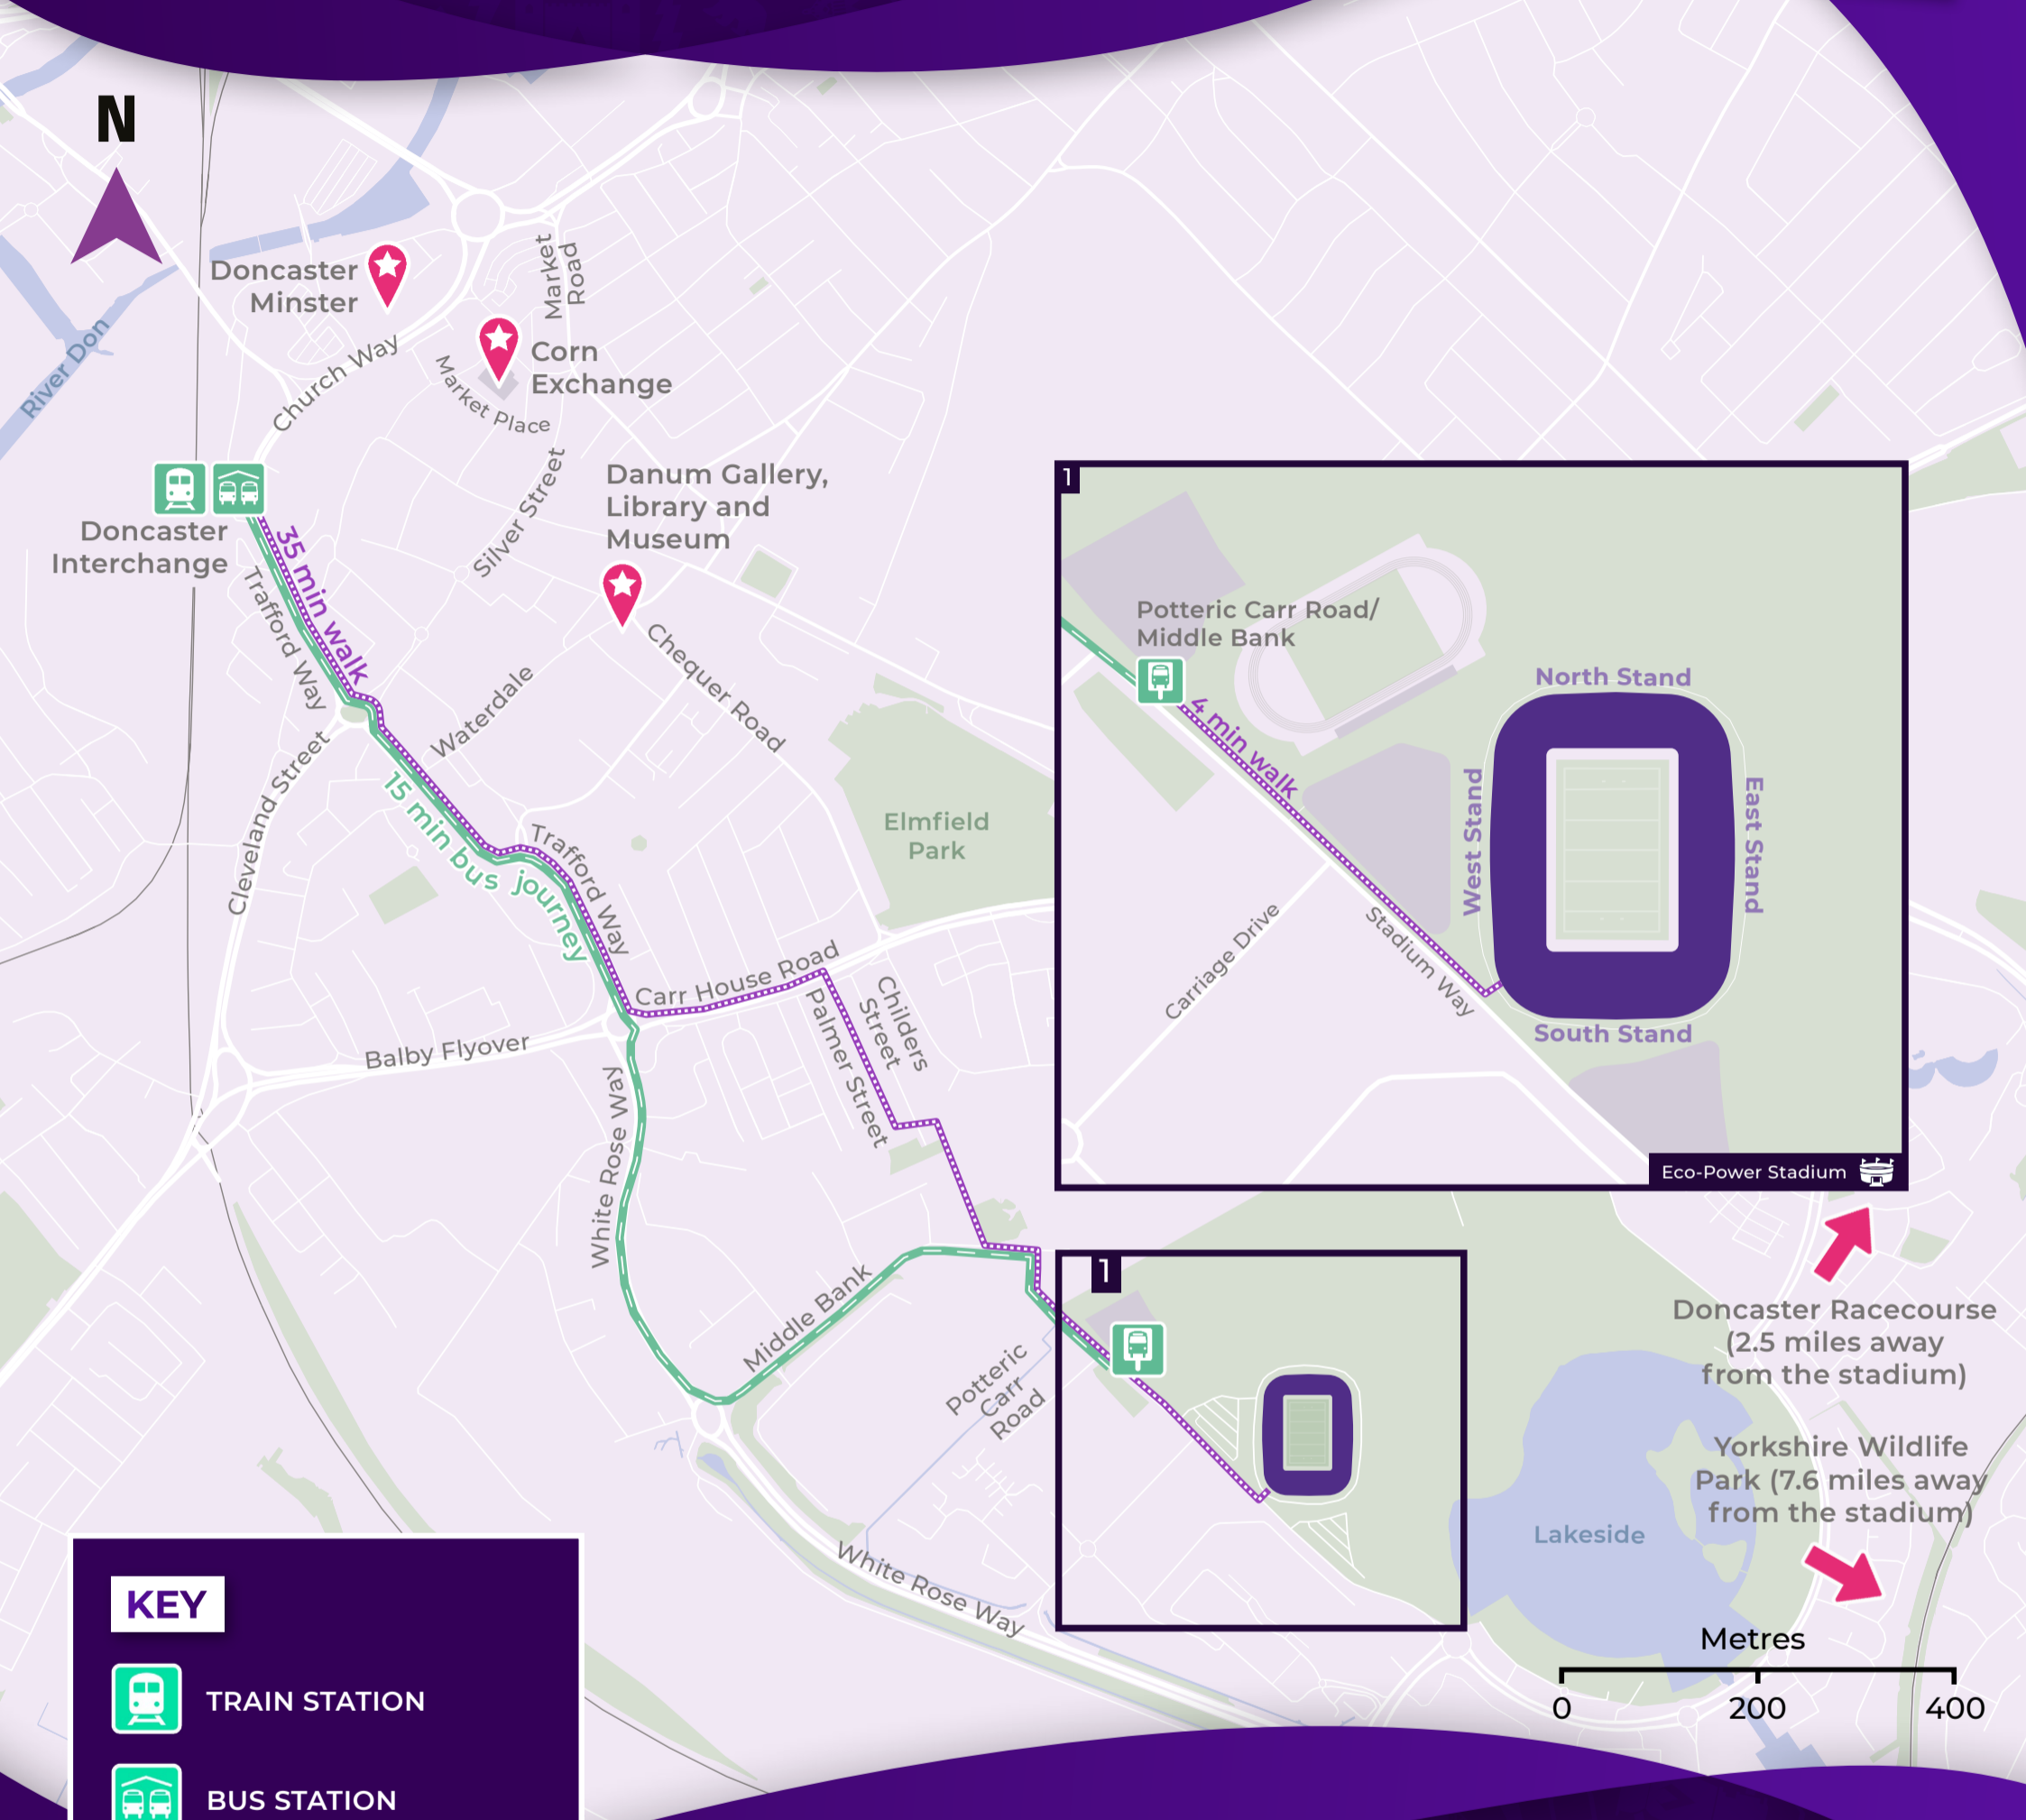 N
Doncaster
Minster
Market
Road
River Don
Church Way
Corn
Exchange
Market Place
Silver Street
Danum Gallery,
Library and
Museum
Doncaster
Interchange
35 min walk
Trafford Way
Waterdale
Chequer Road
Cleveland Street
15 min bus journey
Trafford Way
Elmfield
Park
Carr House Road
Childers
Street
Palmer Street
Balby Flyover
White Rose Way
Middle Bank
Potteric
Carr
Road
White Rose Way
1
Potteric Carr Road/
Middle Bank
4 min walk
North Stand
West Stand
East Stand
South Stand
Carriage Drive
Stadium Way
Eco-Power Stadium
1
Doncaster Racecourse
(2.5 miles away
from the stadium)
Yorkshire Wildlife
Park (7.6 miles away
from the stadium)
Lakeside
Metres
0 200 400
KEY
TRAIN STATION
BUS STATION